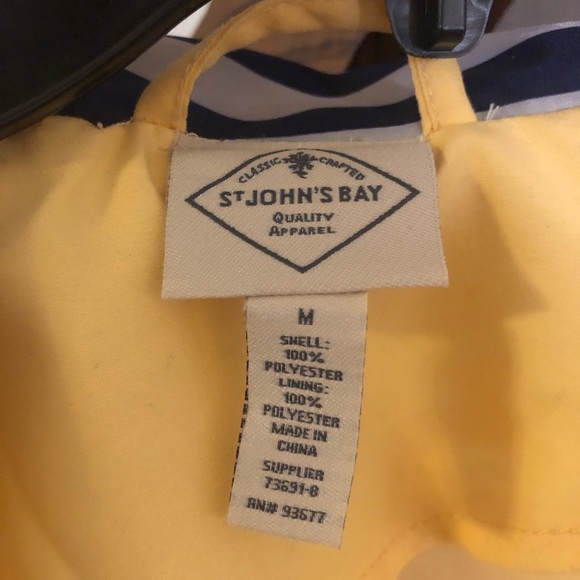 CLASSIC CRAFTED
ST JOHN'S BAY
QUALITY
APPAREL
M
SHELL:
100%
POLYESTER
LINING:
100%
POLYESTER
MADE IN
CHINA
SUPPLIER
73691-8
RN# 93677